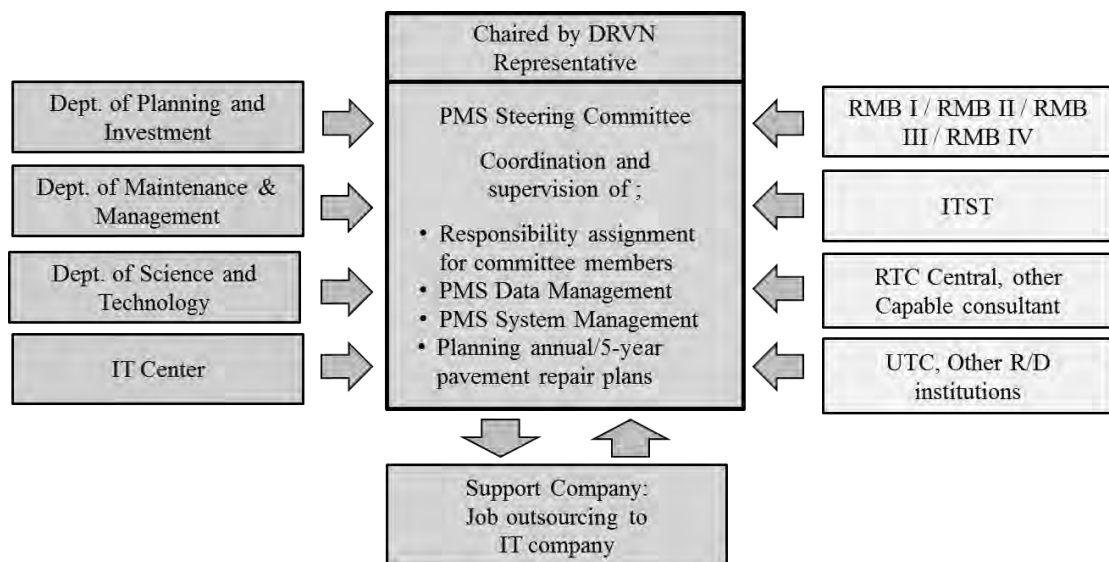 Chaired by DRVN
Representative
PMS Steering Committee
Coordination and
supervision of ;
• Responsibility assignment
for committee members
• PMS Data Management
• PMS System Management
• Planning annual/5-year
pavement repair plans
Dept. of Planning and
Investment
Dept. of Maintenance &
Management
Dept. of Science and
Technology
IT Center
RMB I / RMB II / RMB
III / RMB IV
ITST
RTC Central, other
Capable consultant
UTC, Other R/D
institutions
Support Company:
Job outsourcing to
IT company